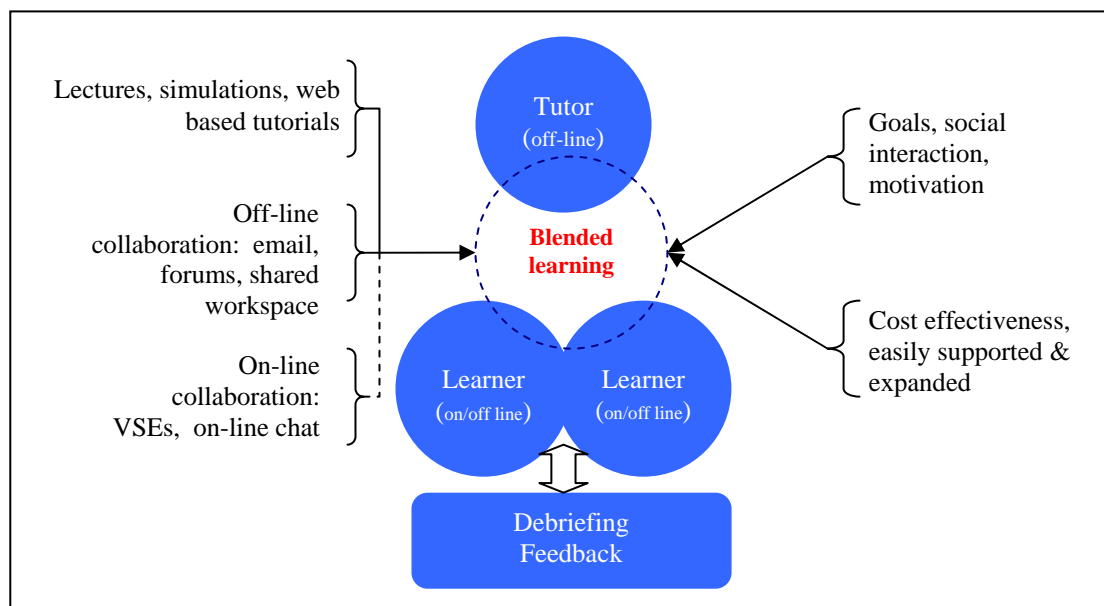 Lectures, simulations, web
based tutorials
Off-line
collaboration: email,
forums, shared
workspace
On-line
collaboration:
VSEs, on-line chat
Tutor
(off-line)
Blended
learning
Learner
(on/off line)
Learner
(on/off line)
Debriefing
Feedback
Goals, social
interaction,
motivation
Cost effectiveness,
easily supported &
expanded